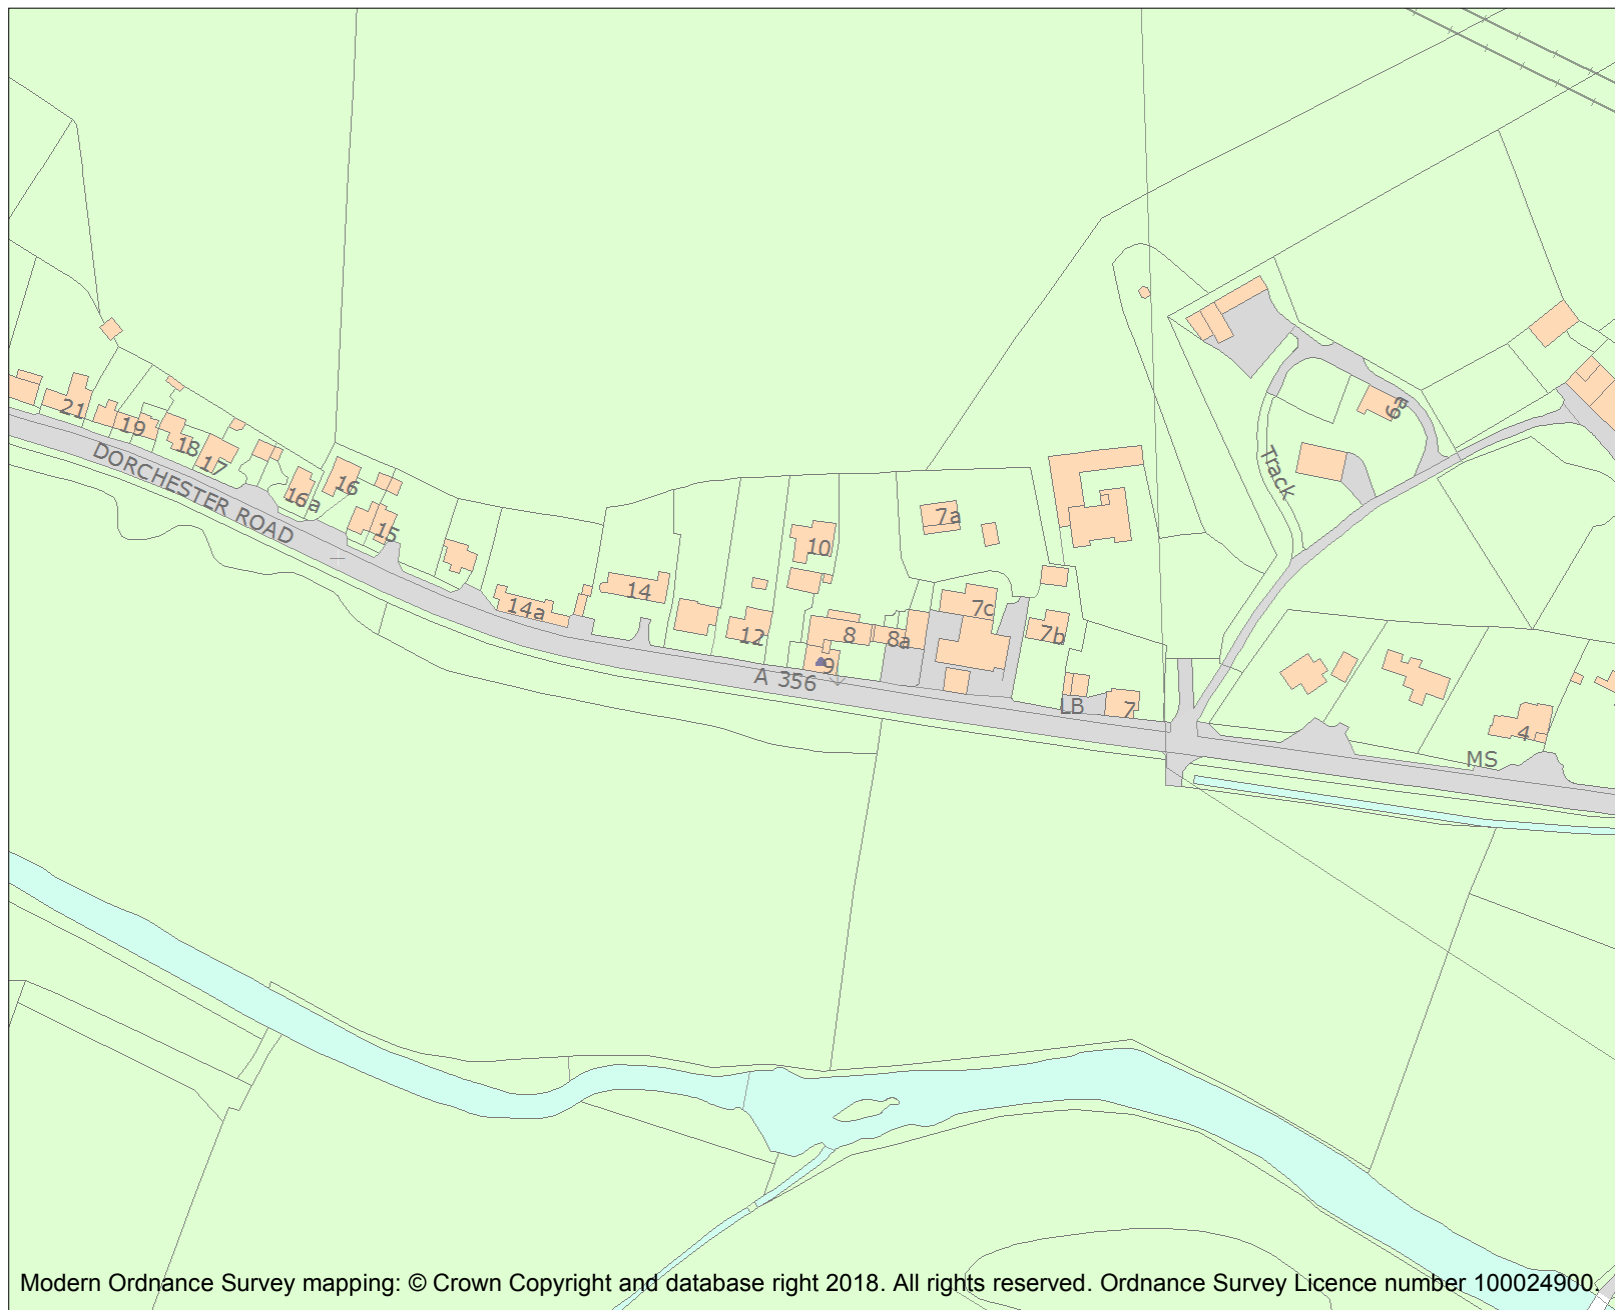 6a
Track
21
19
18
17
DORCHESTER ROAD
16a
16
15
7a
10
14
14a
7c
12
8
8a
7b
9
A 356
LB
7
4
MS
Modern Ordnance Survey mapping: © Crown Copyright and database right 2018. All rights reserved. Ordnance Survey Licence number 100024900.